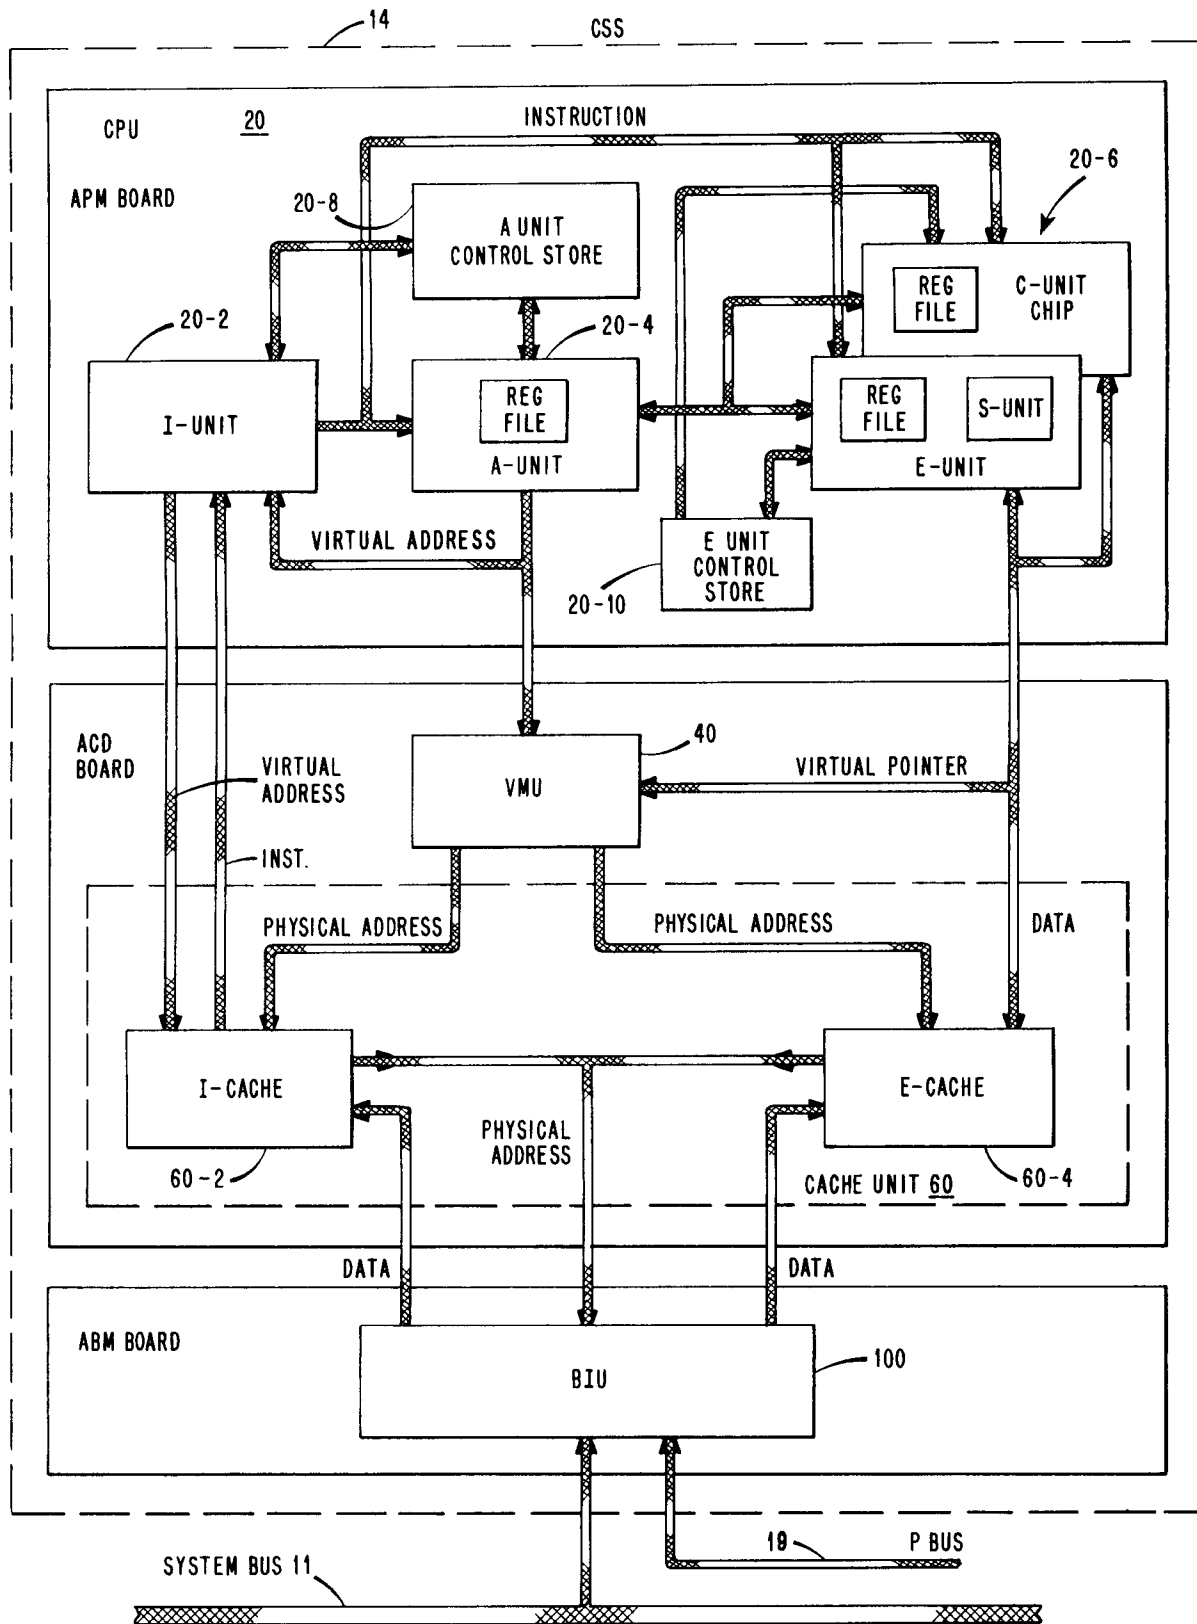 14
CSS
CPU
20
INSTRUCTION
APM BOARD
20-8
20-6
A UNIT
CONTROL STORE
REG
FILE
C-UNIT
CHIP
20-2
20-4
I-UNIT
REG
FILE
A-UNIT
REG
FILE
S-UNIT
E-UNIT
VIRTUAL ADDRESS
E UNIT
CONTROL
STORE
20-10
ACD
BOARD
40
VIRTUAL
ADDRESS
VMU
VIRTUAL POINTER
INST.
PHYSICAL ADDRESS
PHYSICAL ADDRESS
DATA
I-CACHE
E-CACHE
PHYSICAL
ADDRESS
60-2
CACHE UNIT 60
60-4
DATA
DATA
ABM BOARD
BIU
100
19
P BUS
SYSTEM BUS 11